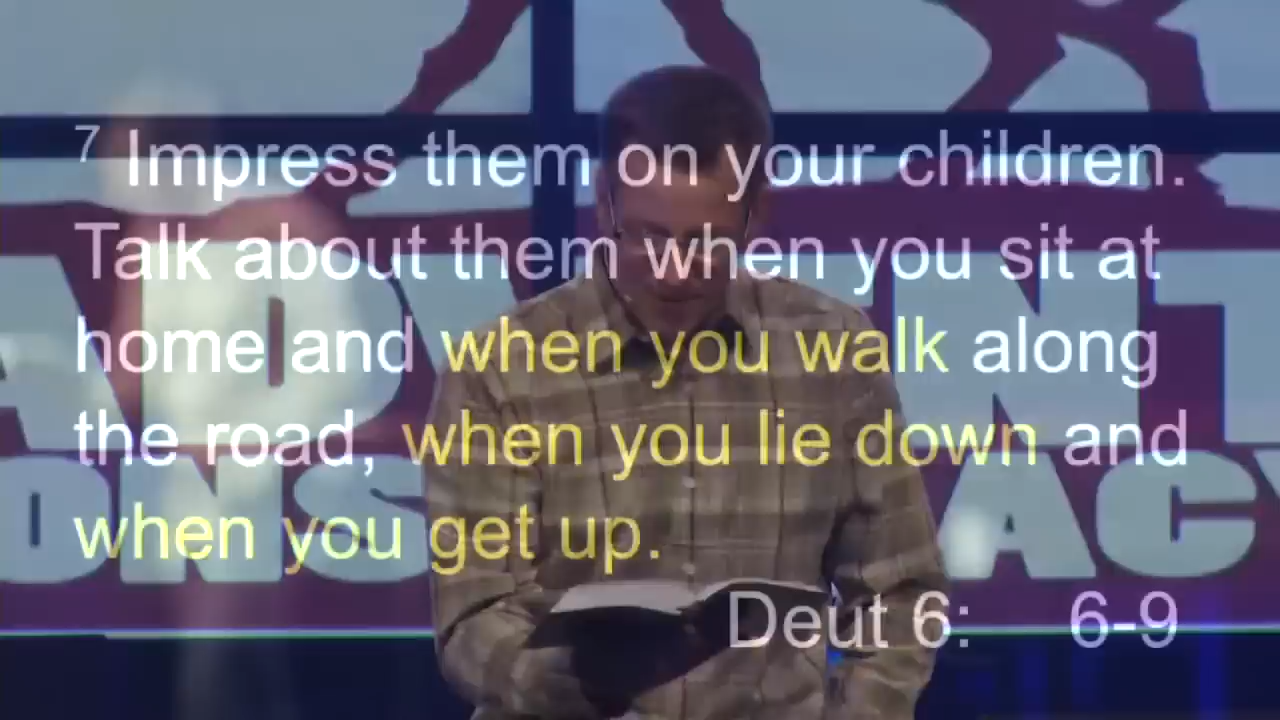 7 Impress them on your children.
Talk about them when you sit at
home and when you walk along
the road, when you lie down and
when you get up.
Deut 6: 6-9